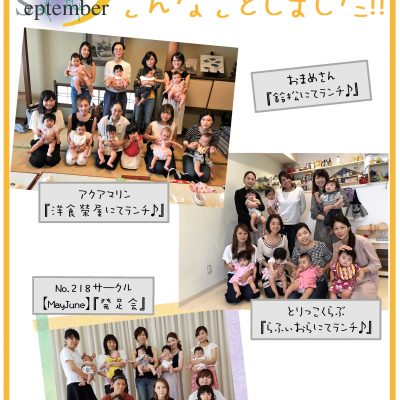 September
こんなことしました!!
おまめさん
『鈴松にてランチ♪』
アクアマリン
『洋食榮屋にてランチ♪』
No.218サークル
【MayJune】『発足会』
とりっこくらぶ
『らふぃおらにてランチ♪』